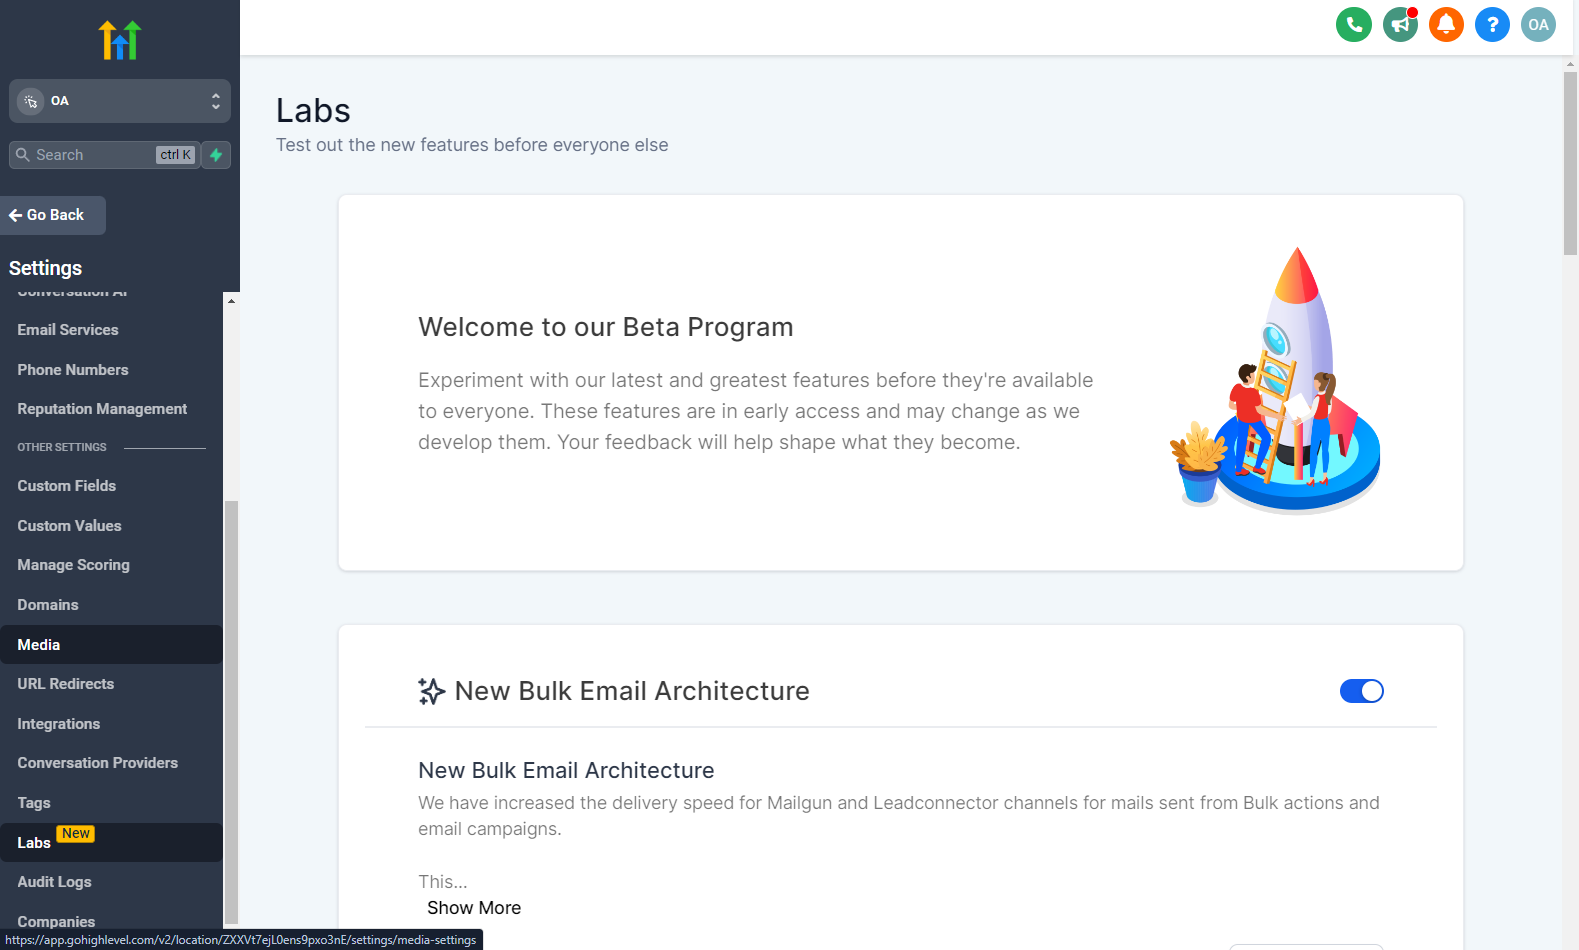 OA
OA
Search
ctrl K
Go Back
Settings
Conversation AI
Email Services
Phone Numbers
Reputation Management
OTHER SETTINGS
Custom Fields
Custom Values
Manage Scoring
Domains
Media
URL Redirects
Integrations
Conversation Providers
Tags
Labs New
Audit Logs
Companies
https://app.gohighlevel.com/v2/location/ZXXVt7ejL0ens9pxo3nE/settings/media-settings
Labs
Test out the new features before everyone else
Welcome to our Beta Program
Experiment with our latest and greatest features before they're available
to everyone. These features are in early access and may change as we
develop them. Your feedback will help shape what they become.
New Bulk Email Architecture
New Bulk Email Architecture
We have increased the delivery speed for Mailgun and Leadconnector channels for mails sent from Bulk actions and
email campaigns.
This...
Show More